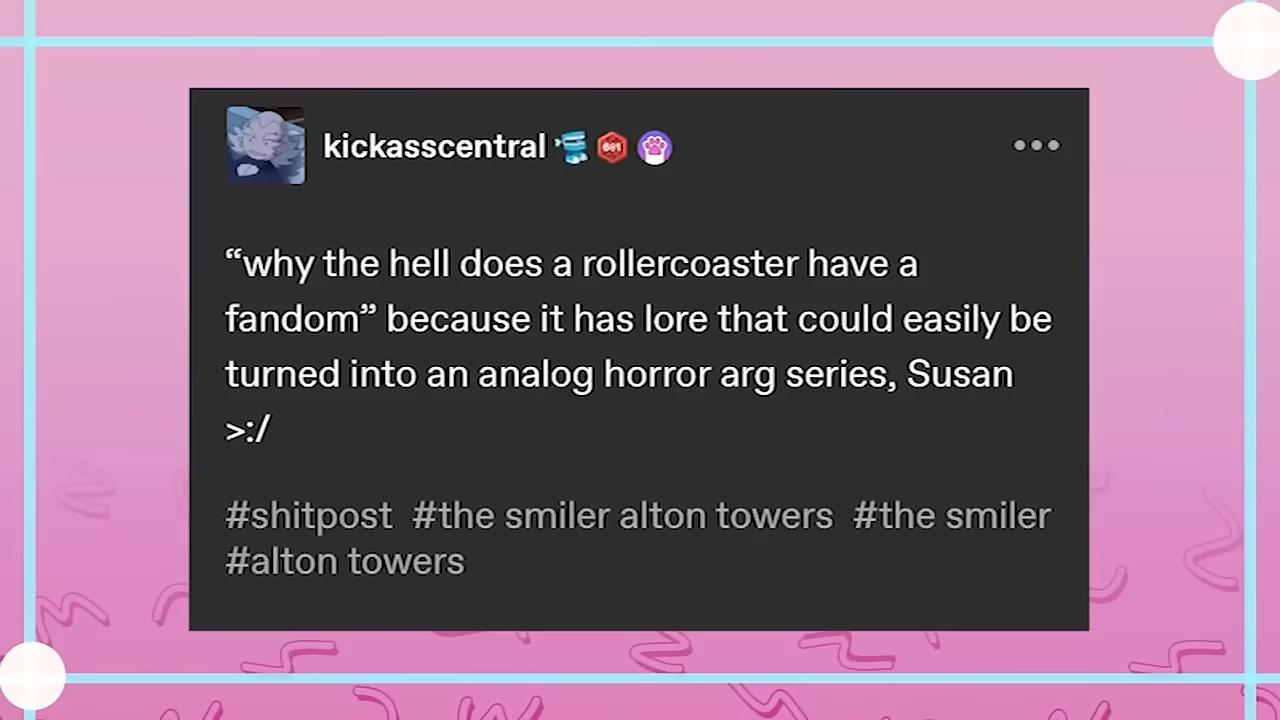 kickasscentral
“why the hell does a rollercoaster have a
fandom” because it has lore that could easily be
turned into an analog horror arg series, Susan
>:/
#shitpost #the smiler alton towers #the smiler
#alton towers